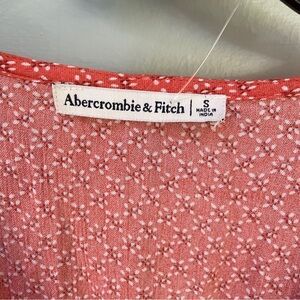 Abercrombie & Fitch
S
MADE IN
INDIA